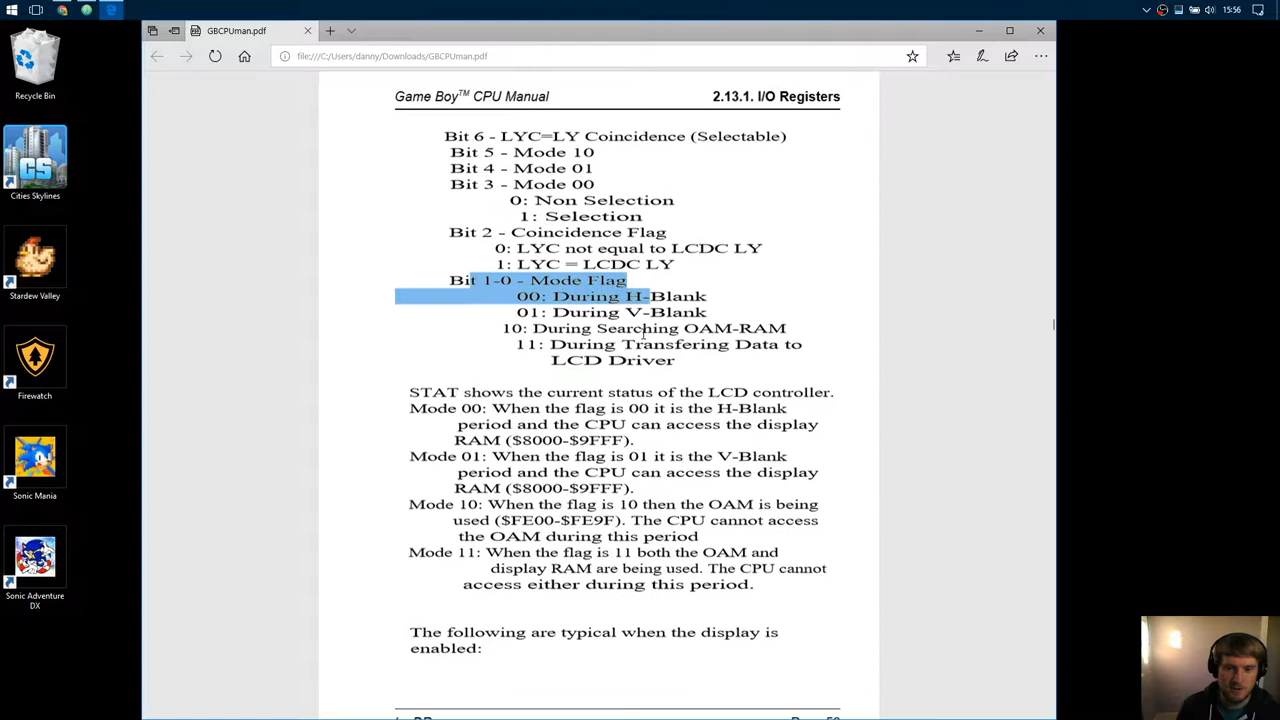 15:56
GBCPUman.pdf
file:///C:/Users/danny/Downloads/GBCPUman.pdf
Recycle Bin
Cities Skylines
Stardew Valley
Firewatch
Sonic Mania
Sonic Adventure
DX
Game Boy™ CPU Manual
2.13.1. I/O Registers
Bit 6 - LYC=LY Coincidence (Selectable)
Bit 5 - Mode 10
Bit 4 - Mode 01
Bit 3 - Mode 00
0: Non Selection
1: Selection
Bit 2 - Coincidence Flag
0: LYC not equal to LCDC LY
1: LYC = LCDC LY
Bit 1-0 - Mode Flag
00: During H-Blank
01: During V-Blank
10: During Searching OAM-RAM
11: During Transfering Data to
LCD Driver
STAT shows the current status of the LCD controller.
Mode 00: When the flag is 00 it is the H-Blank
period and the CPU can access the display
RAM ($8000-$9FFF).
Mode 01: When the flag is 01 it is the V-Blank
period and the CPU can access the display
RAM ($8000-$9FFF).
Mode 10: When the flag is 10 then the OAM is being
used ($FE00-$FE9F). The CPU cannot access
the OAM during this period
Mode 11: When the flag is 11 both the OAM and
display RAM are being used. The CPU cannot
access either during this period.
The following are typical when the display is
enabled: